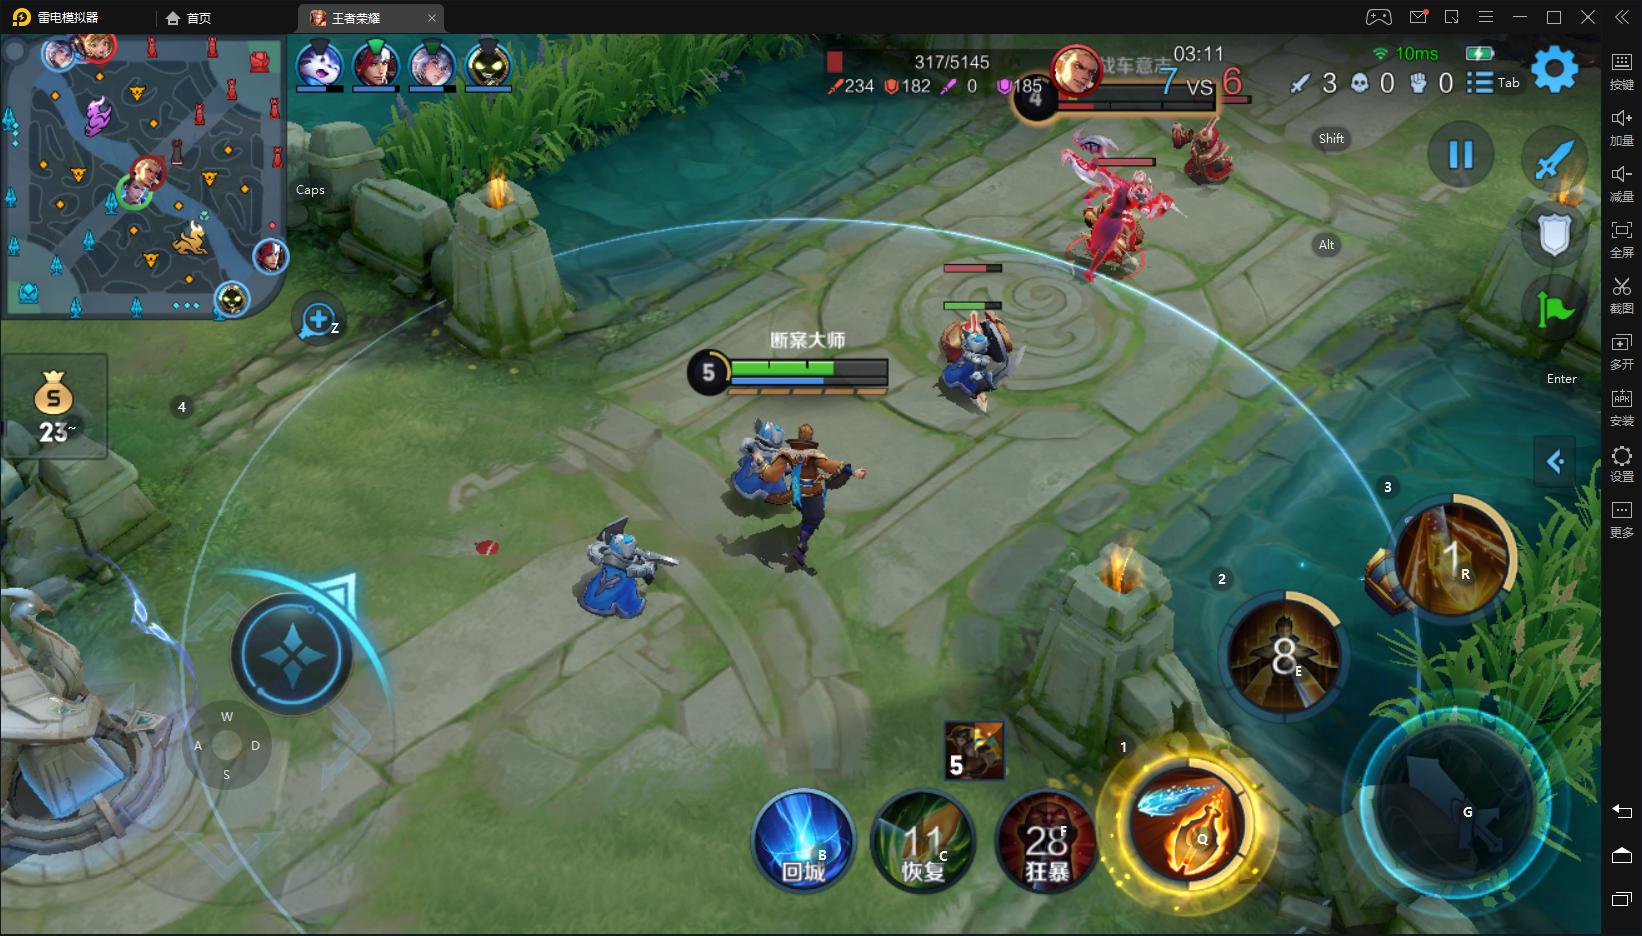 雷电模拟器
首页
王者荣耀
317/5145
234 182 0 185
4
战车意志
03:11
7 VS 6
10ms
3 0 0
Tab
Shift
Caps
Alt
Z
Enter
断案大师
5
S
23~
4
3
1
R
2
8
E
W
A D
S
5
1
B
回城
11
C
恢复
28
F
狂暴
Q
G
按键
加量
减量
全屏
截图
多开
APK
安装
设置
更多